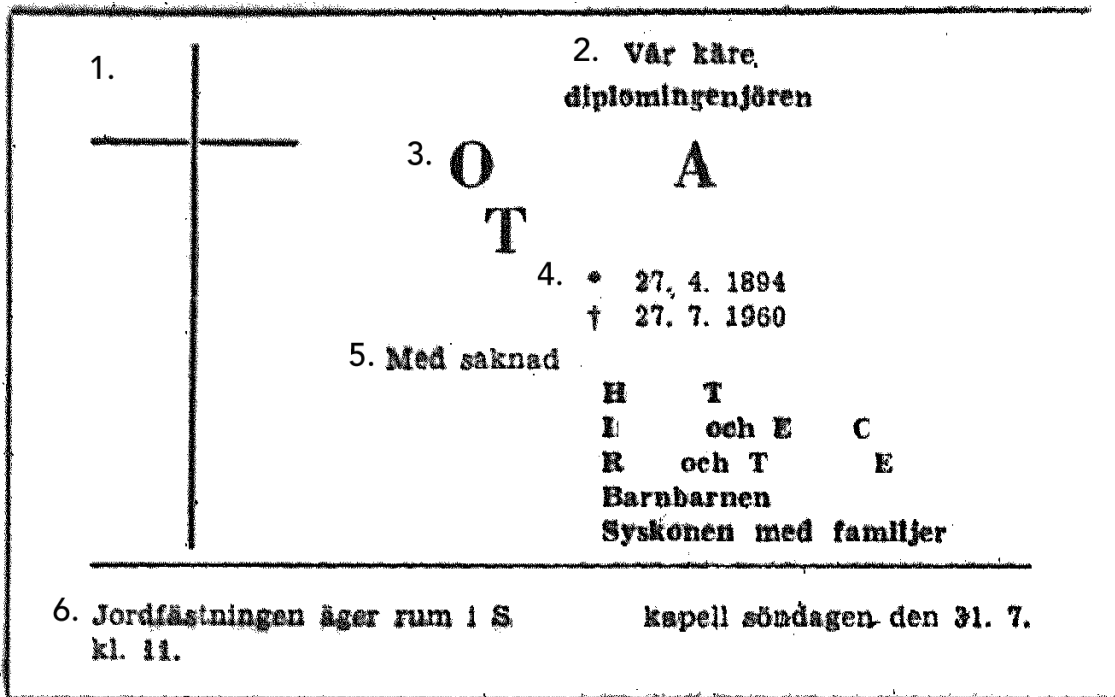 1.
2. Vår käre
diplomingenjören
3. O A
T
4. * 27. 4. 1894
† 27. 7. 1960
5. Med saknad
H T
I och E C
R och T E
Barnbarnen
Syskonen med familjer
6. Jordfästningen äger rum i S kapell söndagen den 31. 7.
kl. 11.